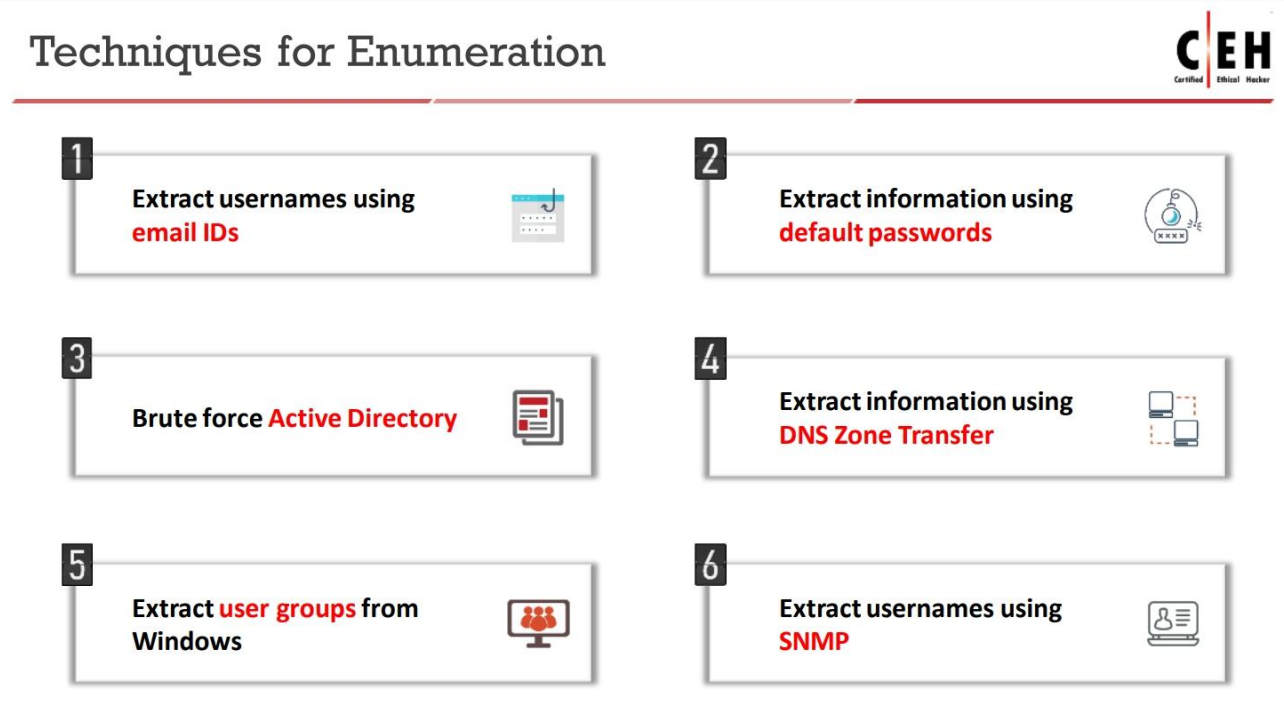 Techniques for Enumeration
CEH
Certified Ethical Hacker
1
Extract usernames using
email IDs
2
Extract information using
default passwords
3
Brute force Active Directory
4
Extract information using
DNS Zone Transfer
5
Extract user groups from
Windows
6
Extract usernames using
SNMP